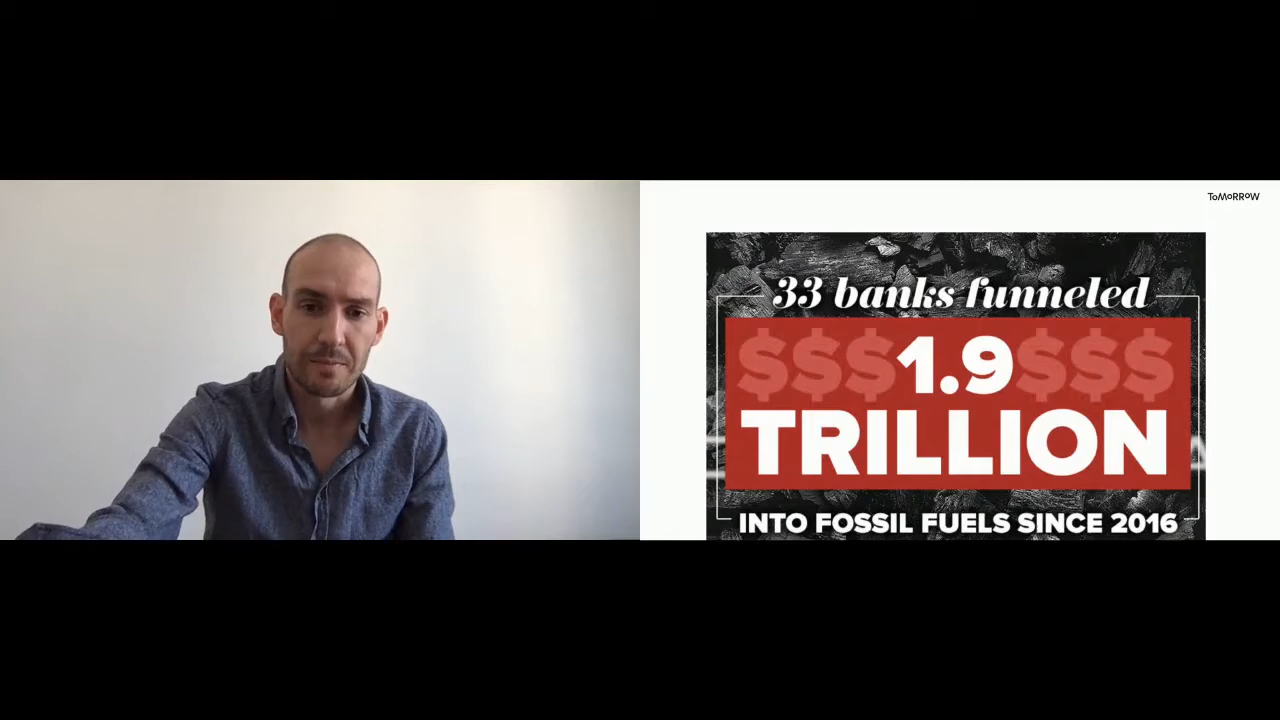 ToMoRRoW
33 banks funneled
$$$1.9$$$
TRILLION
INTO FOSSIL FUELS SINCE 2016